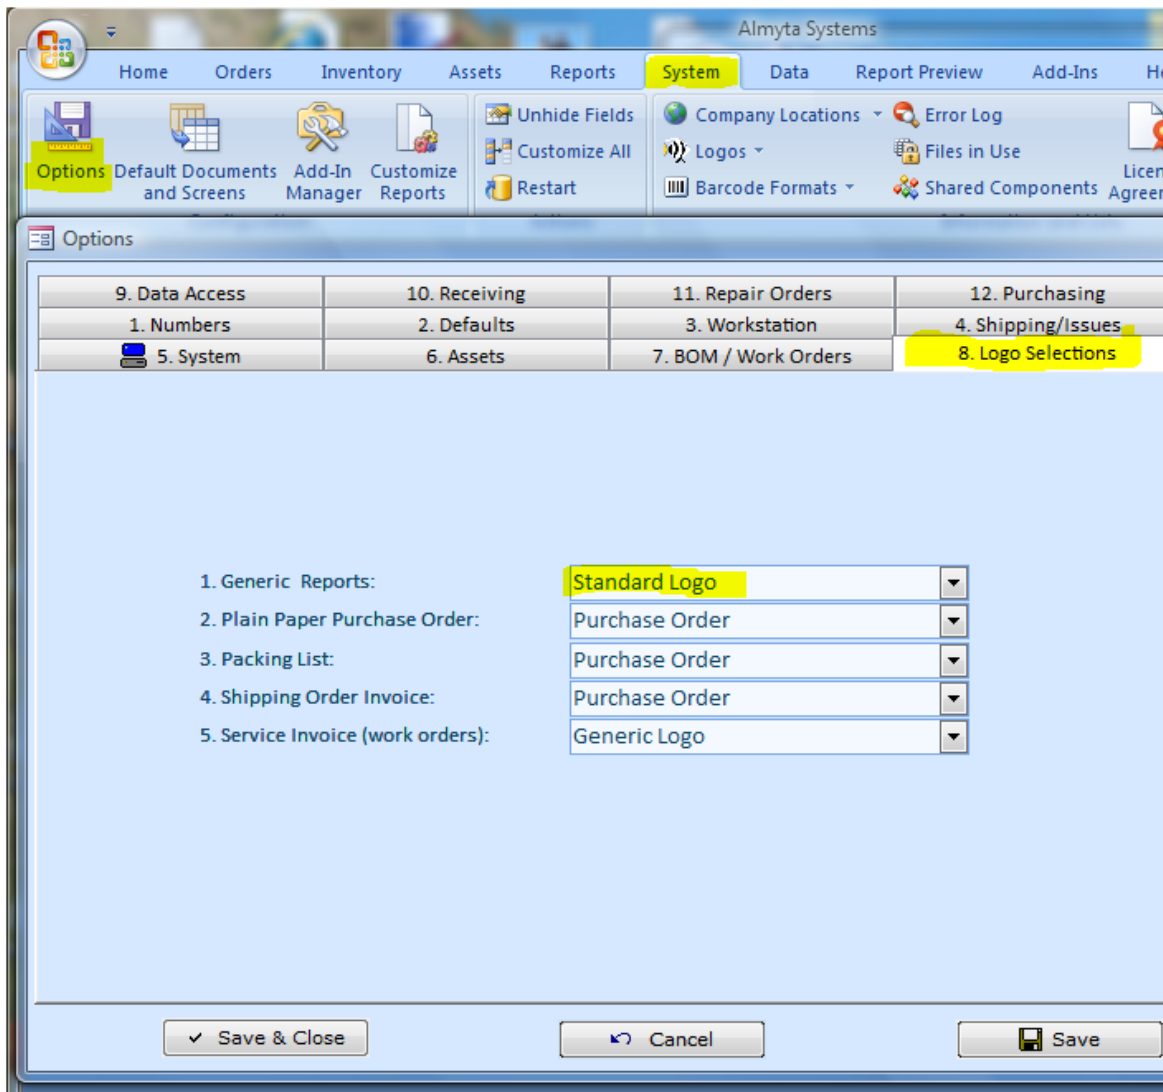 Almyta Systems
Home Orders Inventory Assets Reports System Data Report Preview Add-Ins
Unhide Fields Company Locations Error Log
Options Default Documents and Screens Add-In Manager Customize Reports Customize All Logos Files in Use
Restart Barcode Formats Shared Components
Options
9. Data Access 10. Receiving 11. Repair Orders 12. Purchasing
1. Numbers 2. Defaults 3. Workstation 4. Shipping/Issues
5. System 6. Assets 7. BOM / Work Orders 8. Logo Selections
1. Generic Reports: Standard Logo
2. Plain Paper Purchase Order: Purchase Order
3. Packing List: Purchase Order
4. Shipping Order Invoice: Purchase Order
5. Service Invoice (work orders): Generic Logo
Save & Close Cancel Save